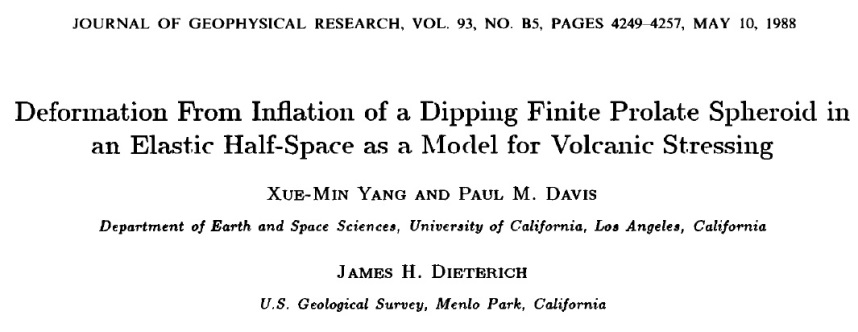 JOURNAL OF GEOPHYSICAL RESEARCH, VOL. 93, NO. B5, PAGES 4249–4257, MAY 10, 1988
Deformation From Inflation of a Dipping Finite Prolate Spheroid in
an Elastic Half-Space as a Model for Volcanic Stressing
XUE-MIN YANG AND PAUL M. DAVIS
Department of Earth and Space Sciences, University of California, Los Angeles, California
JAMES H. DIETERICH
U.S. Geological Survey, Menlo Park, California